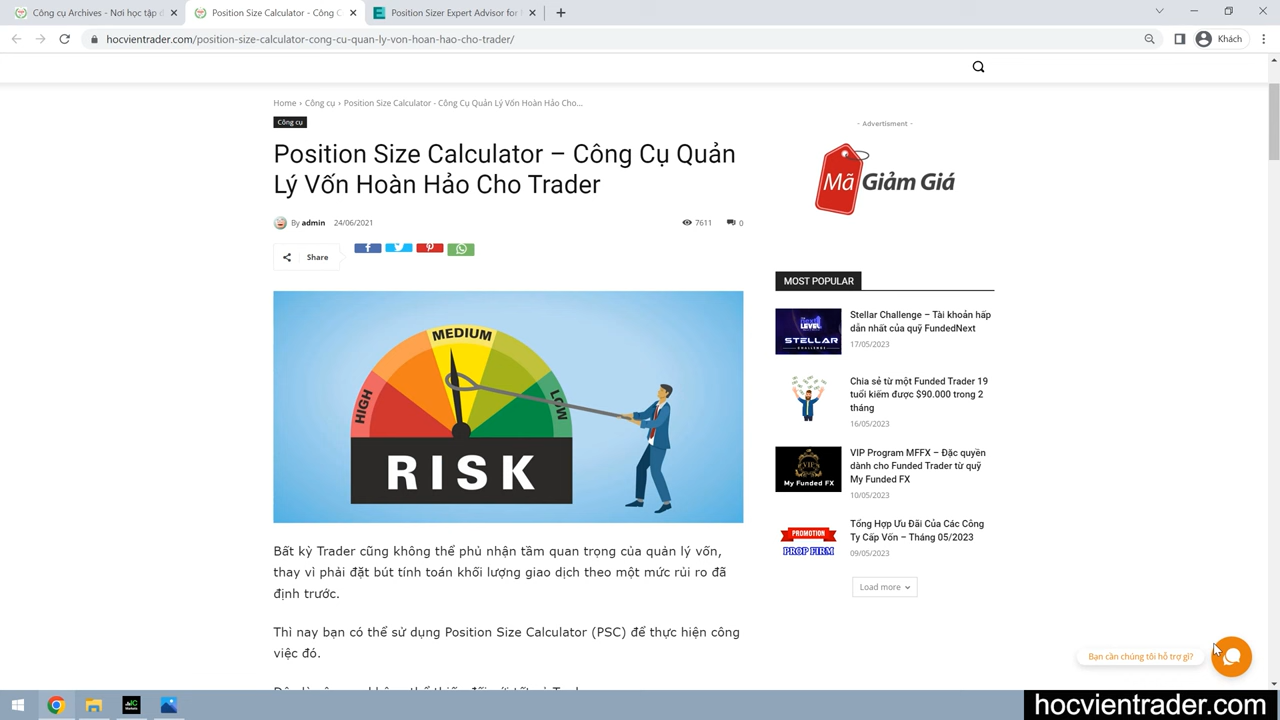 Công cụ Archives - Nơi học tập d
Position Size Calculator - Công C
EET Position Size Calculator for
hocvientrader.com/position-size-calculator-cong-cu-quan-ly-von-hoan-hao-cho-trader/
Khách
Home › Công cụ › Position Size Calculator - Công Cụ Quản Lý Vốn Hoàn Hảo Cho...
Công cụ
Position Size Calculator – Công Cụ Quản
Lý Vốn Hoàn Hảo Cho Trader
By admin 24/06/2021 7611 0
Share
HIGH
MEDIUM
LOW
RISK
Bất kỳ Trader cũng không thể phủ nhận tầm quan trọng của quản lý vốn,
thay vì phải đặt bút tính toán khối lượng giao dịch theo một mức rủi ro đã
định trước.
Thì nay bạn có thể sử dụng Position Size Calculator (PSC) để thực hiện công
việc đó.
- Advertisment -
Mã Giảm Giá
MOST POPULAR
NEXT
LEVEL
STELLAR
CHALLENGE
Stellar Challenge – Tài khoản hấp
dẫn nhất của quỹ FundedNext
17/05/2023
Chia sẻ từ một Funded Trader 19
tuổi kiếm được $90.000 trong 2
tháng
16/05/2023
VIP
My Funded FX
VIP Program MFFX – Đặc quyền
dành cho Funded Trader từ quỹ
My Funded FX
10/05/2023
PROMOTION
PROP FIRM
Tổng Hợp Ưu Đãi Của Các Công
Ty Cấp Vốn – Tháng 05/2023
09/05/2023
Load more
Bạn cần chúng tôi hỗ trợ gì?
hocvientrader.com